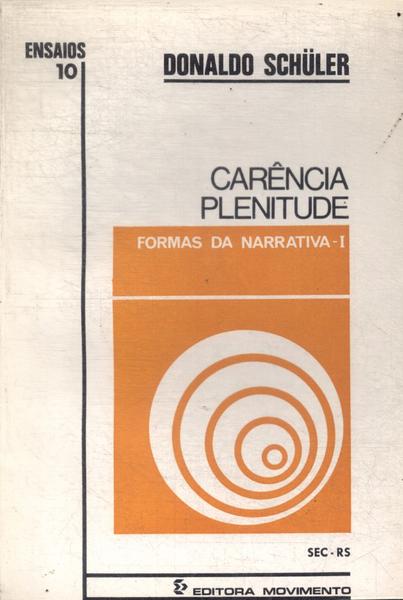 ENSAIOS
10
DONALDO SCHÜLER
CARÊNCIA
PLENITUDE
FORMAS DA NARRATIVA - I
SEC - RS
EDITORA MOVIMENTO